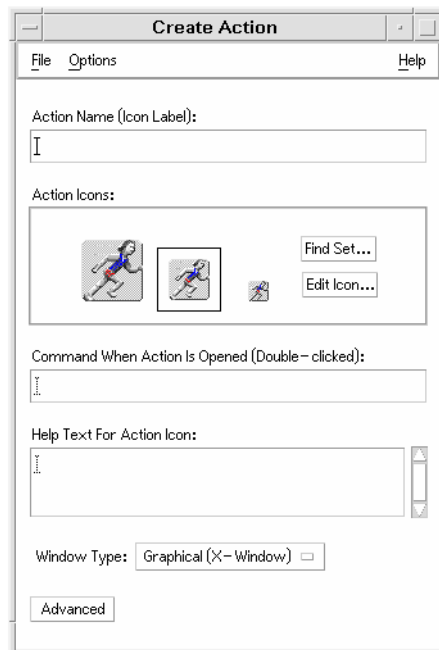 Create Action
File Options Help
Action Name (Icon Label):
Action Icons:
Find Set...
Edit Icon...
Command When Action Is Opened (Double-clicked):
Help Text For Action Icon:
Window Type: Graphical (X-Window)
Advanced